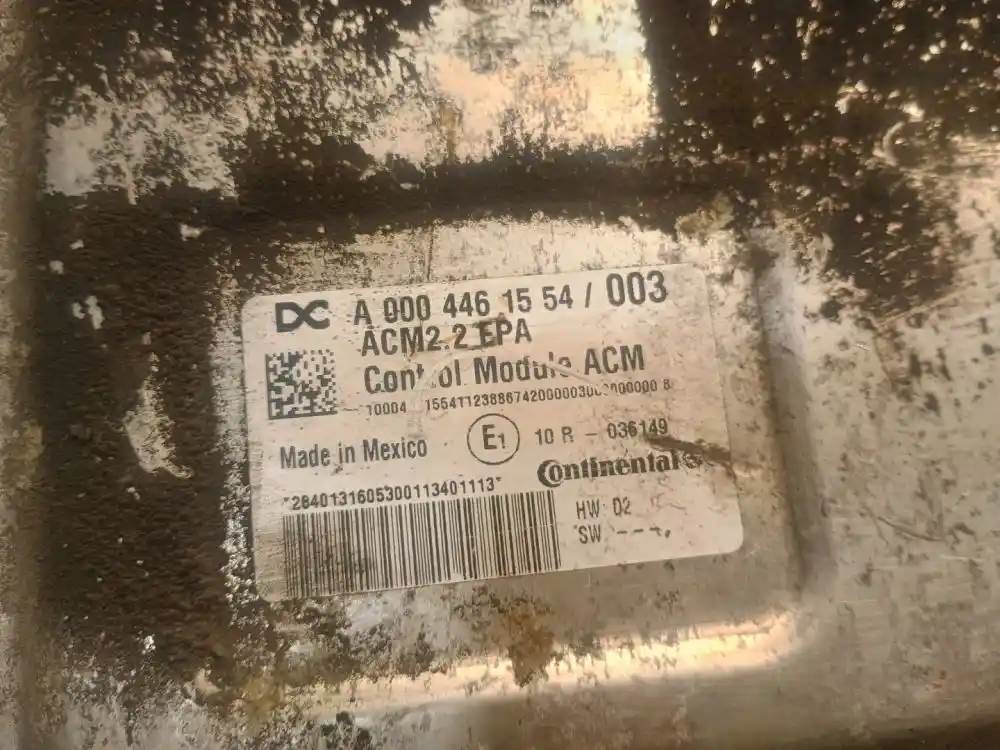 DC A 000 446 15 54 / 003
ACM2.2 EPA
Control Module ACM
10004
Made in Mexico E1 10 R - 036149
Continental
*2840131605300113401113*
HW: D2
SW